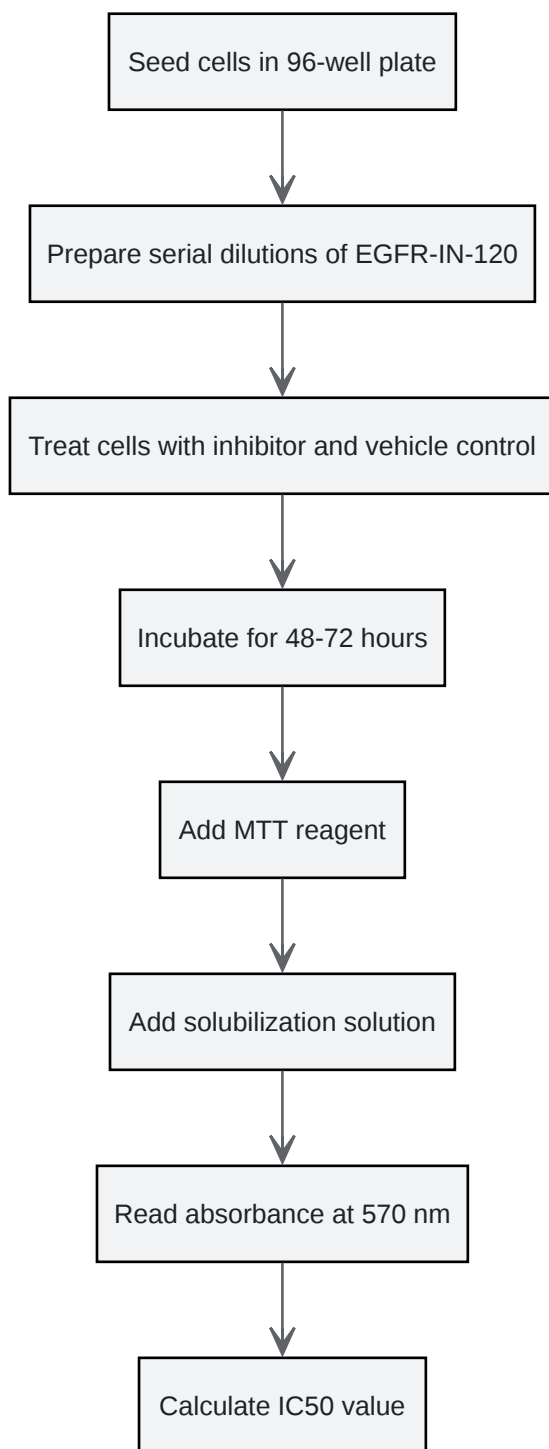 Seed cells in 96-well plate
Prepare serial dilutions of EGFR-IN-120
Treat cells with inhibitor and vehicle control
Incubate for 48-72 hours
Add MTT reagent
Add solubilization solution
Read absorbance at 570 nm
Calculate IC50 value